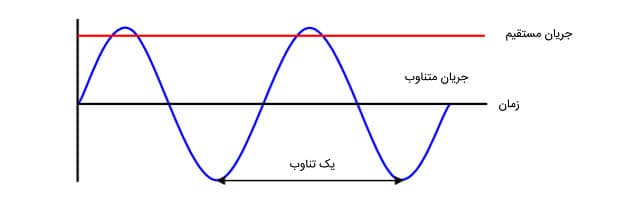 جریان مستقیم
جریان متناوب
زمان
یک تناوب